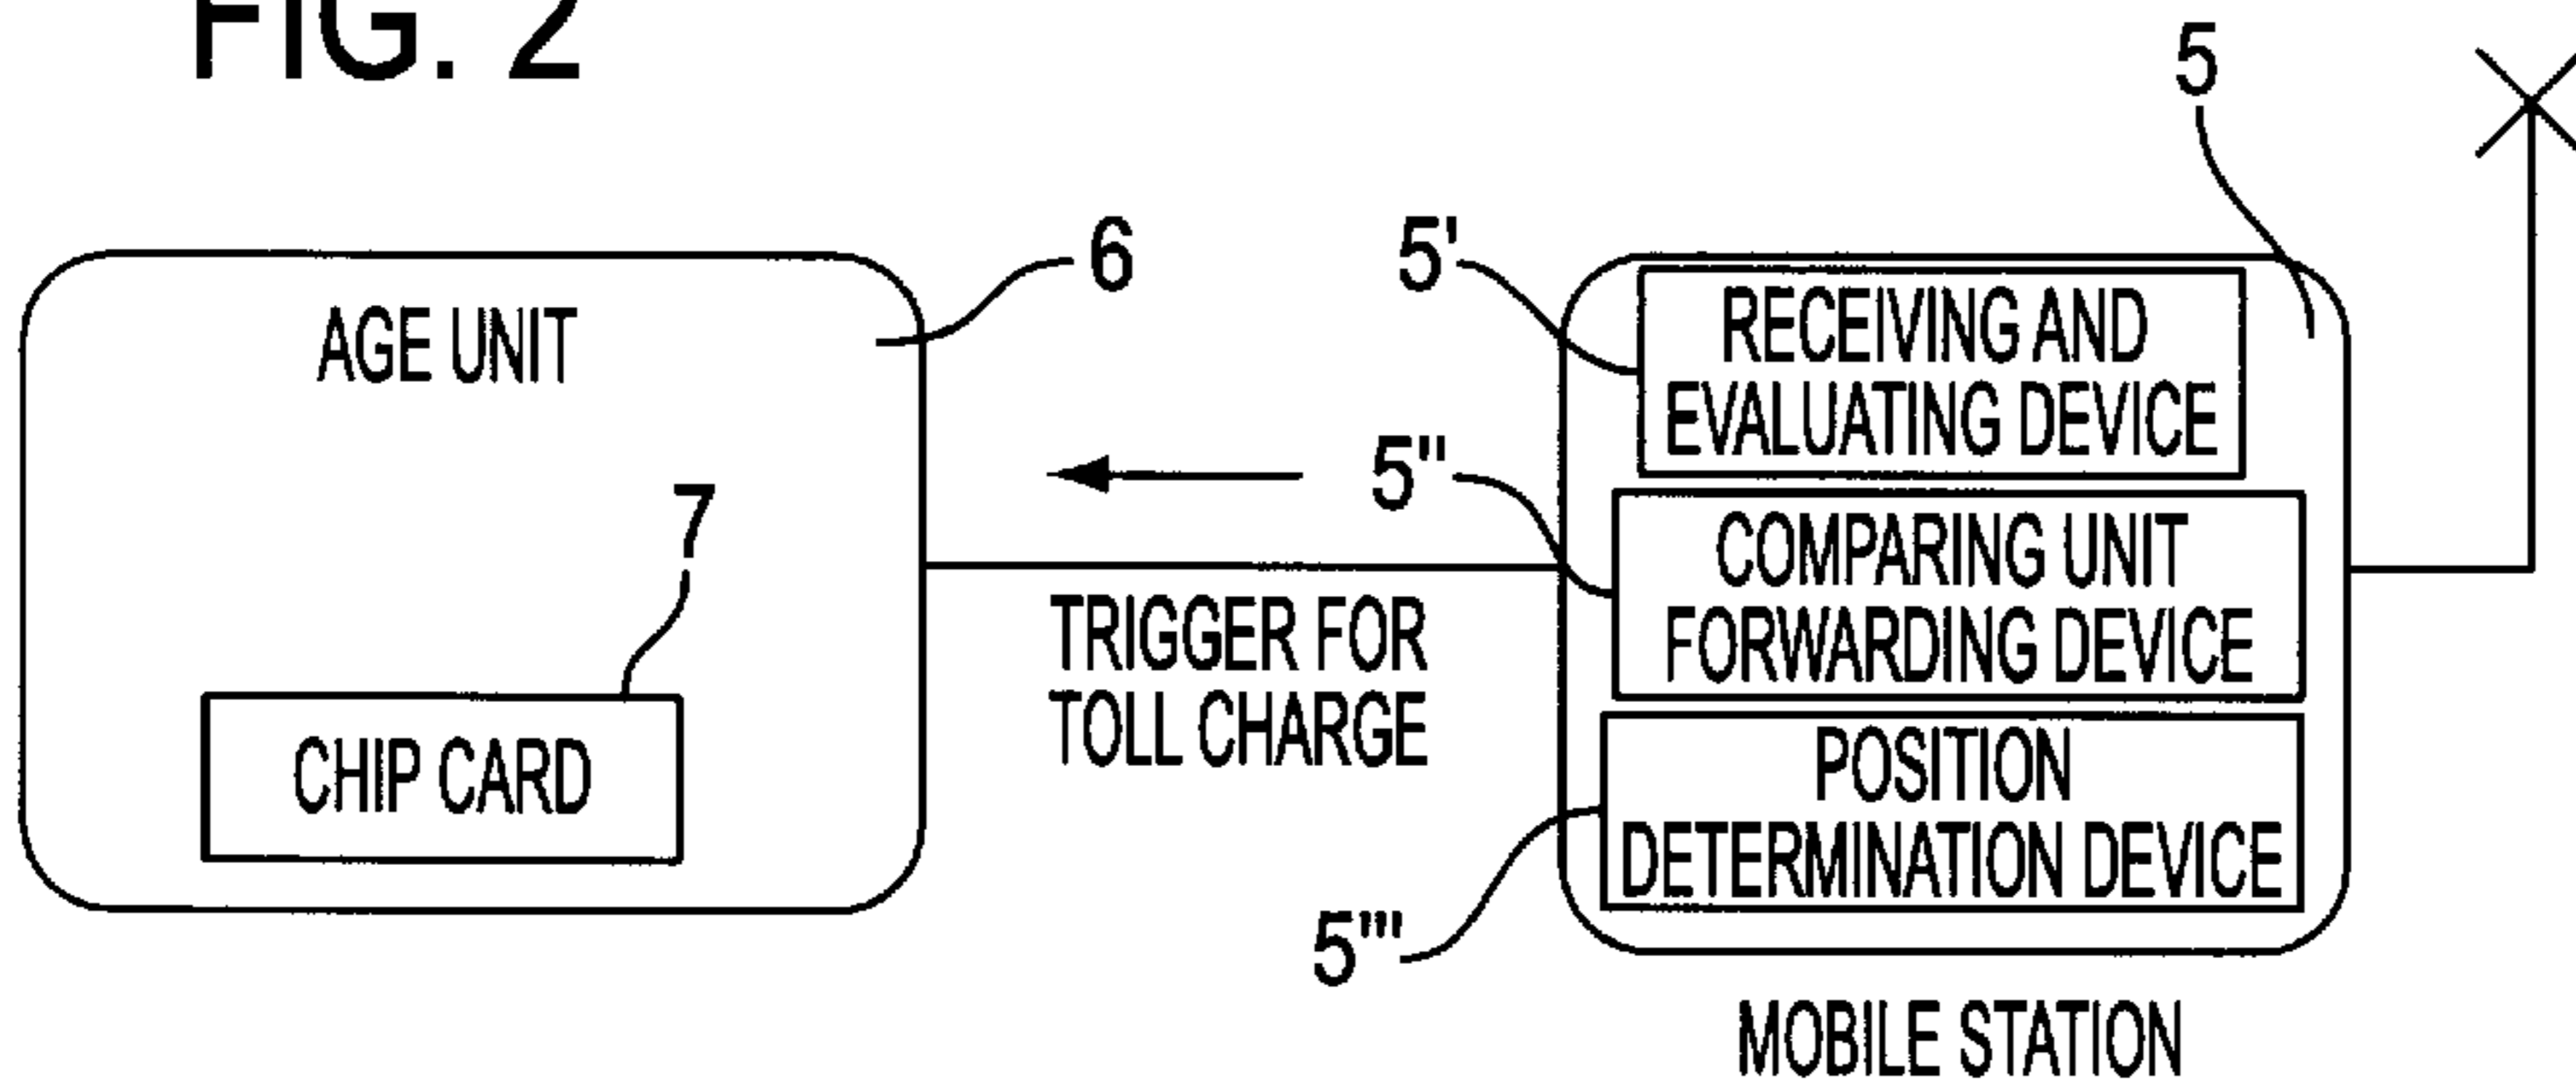 FIG. 2
5
6
5'
RECEIVING AND
EVALUATING DEVICE
AGE UNIT
5"
COMPARING UNIT
FORWARDING DEVICE
7
TRIGGER FOR
TOLL CHARGE
CHIP CARD
POSITION
DETERMINATION DEVICE
5'''
MOBILE STATION